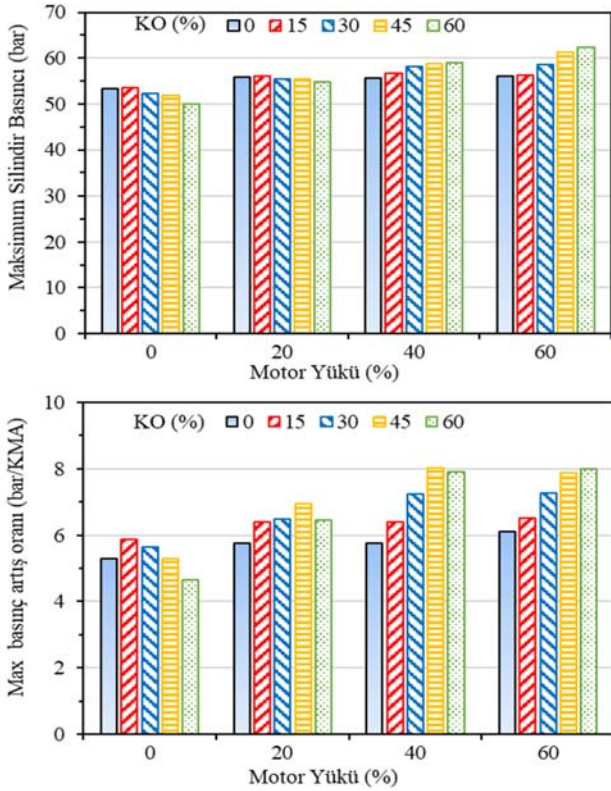 KO (%) 0 15 30 45 60
Maksimum Silindir Basıncı (bar)
70
60
50
40
30
20
10
0
0 20 40 60
Motor Yükü (%)
KO (%) 0 15 30 45 60
Max basınç artış oranı (bar/KMA)
10
8
6
4
2
0
0 20 40 60
Motor Yükü (%)